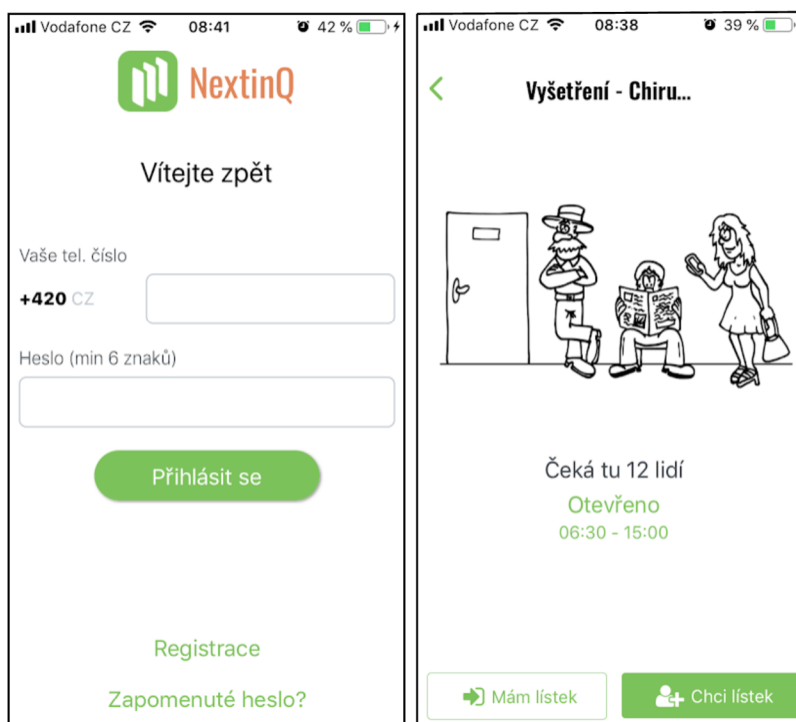 Vodafone CZ 08:41 42 %
NextinQ
Vítejte zpět
Vaše tel. číslo
+420 CZ
Heslo (min 6 znaků)
Přihlásit se
Registrace
Zapomenuté heslo?
Vodafone CZ 08:38 39 %
Vyšetření - Chiru...
Čeká tu 12 lidí
Otevřeno
06:30 - 15:00
Mám lístek
Chci lístek